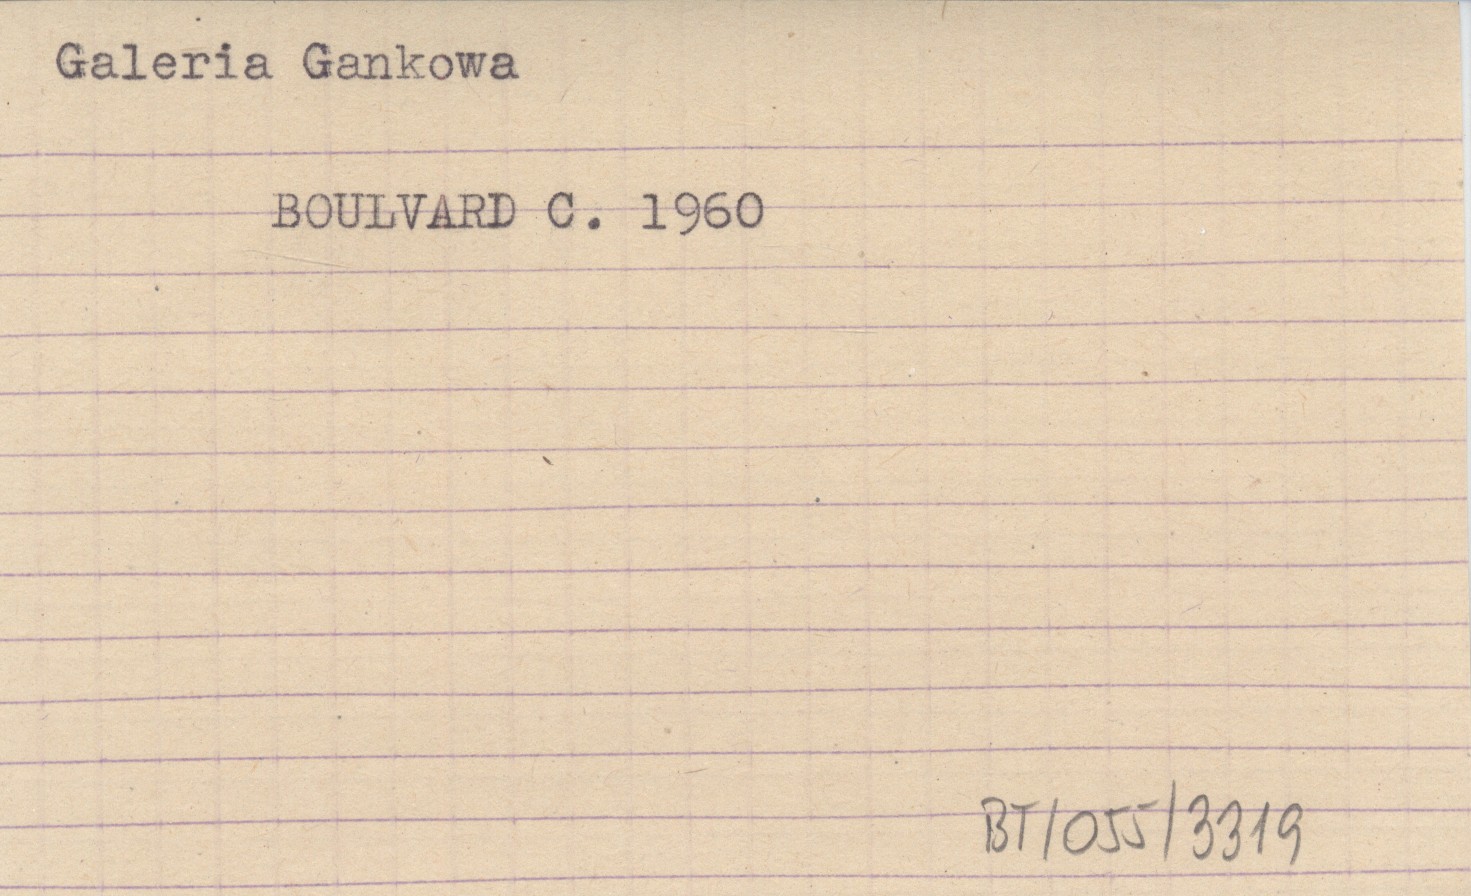 Galeria Gankowa
BOULVARD C. 1960
BT/055/3319